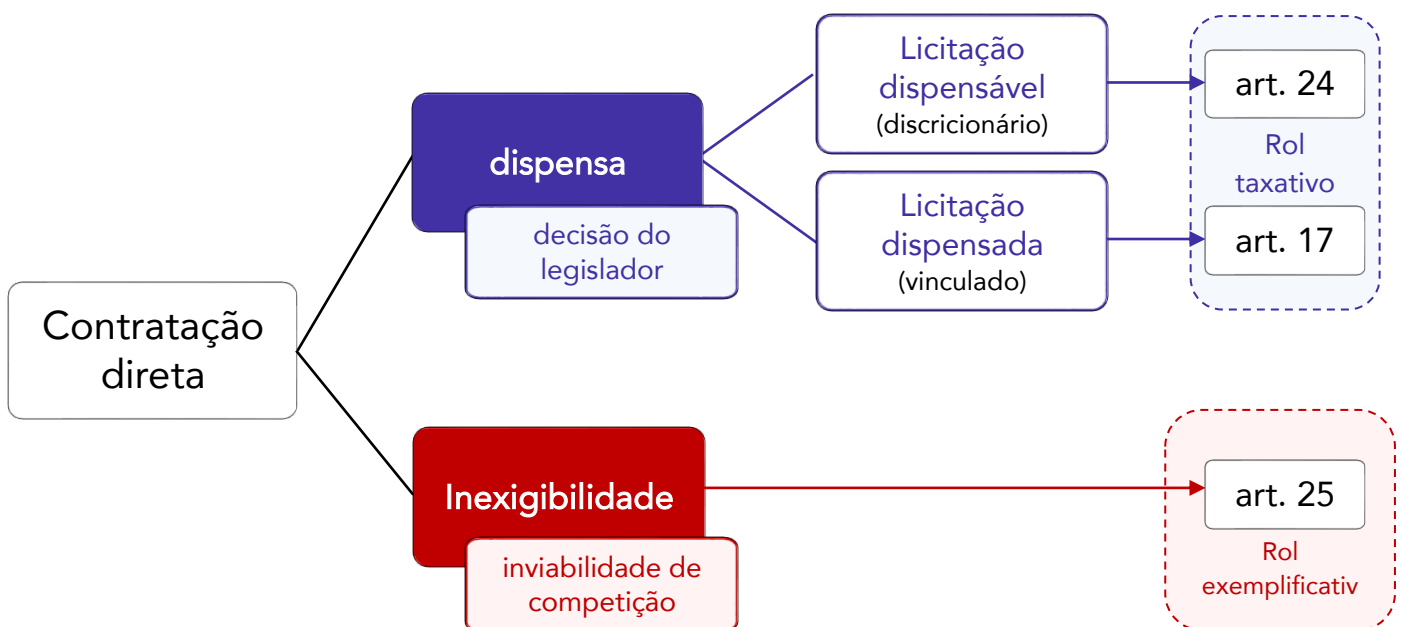 Contratação
direta
dispensa
decisão do
legislador
Licitação
dispensável
(discricionário)
Licitação
dispensada
(vinculado)
art. 24
Rol
taxativo
art. 17
Inexigibilidade
inviabilidade de
competição
art. 25
Rol
exemplificativ